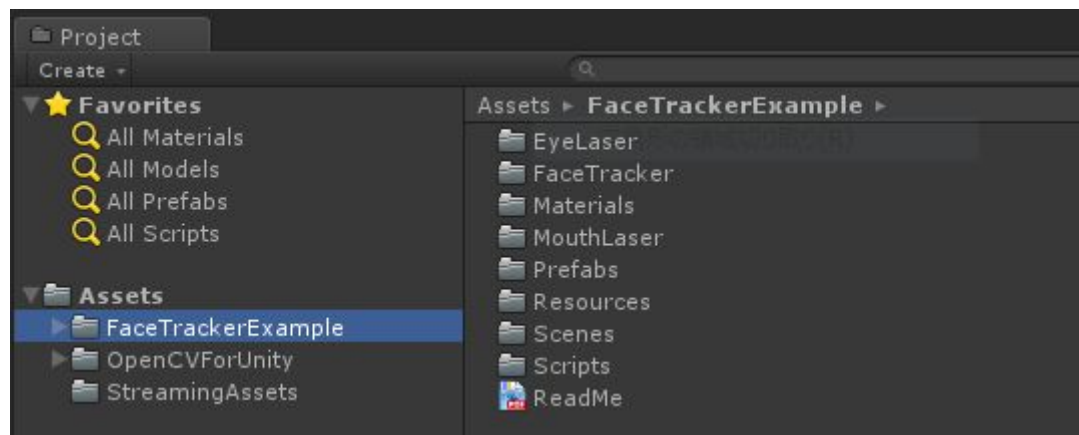 Project
Create
Favorites
All Materials
All Models
All Prefabs
All Scripts
Assets
FaceTrackerExample
OpenCVForUnity
StreamingAssets
Assets ▸ FaceTrackerExample ▸
EyeLaser
FaceTracker
Materials
MouthLaser
Prefabs
Resources
Scenes
Scripts
ReadMe